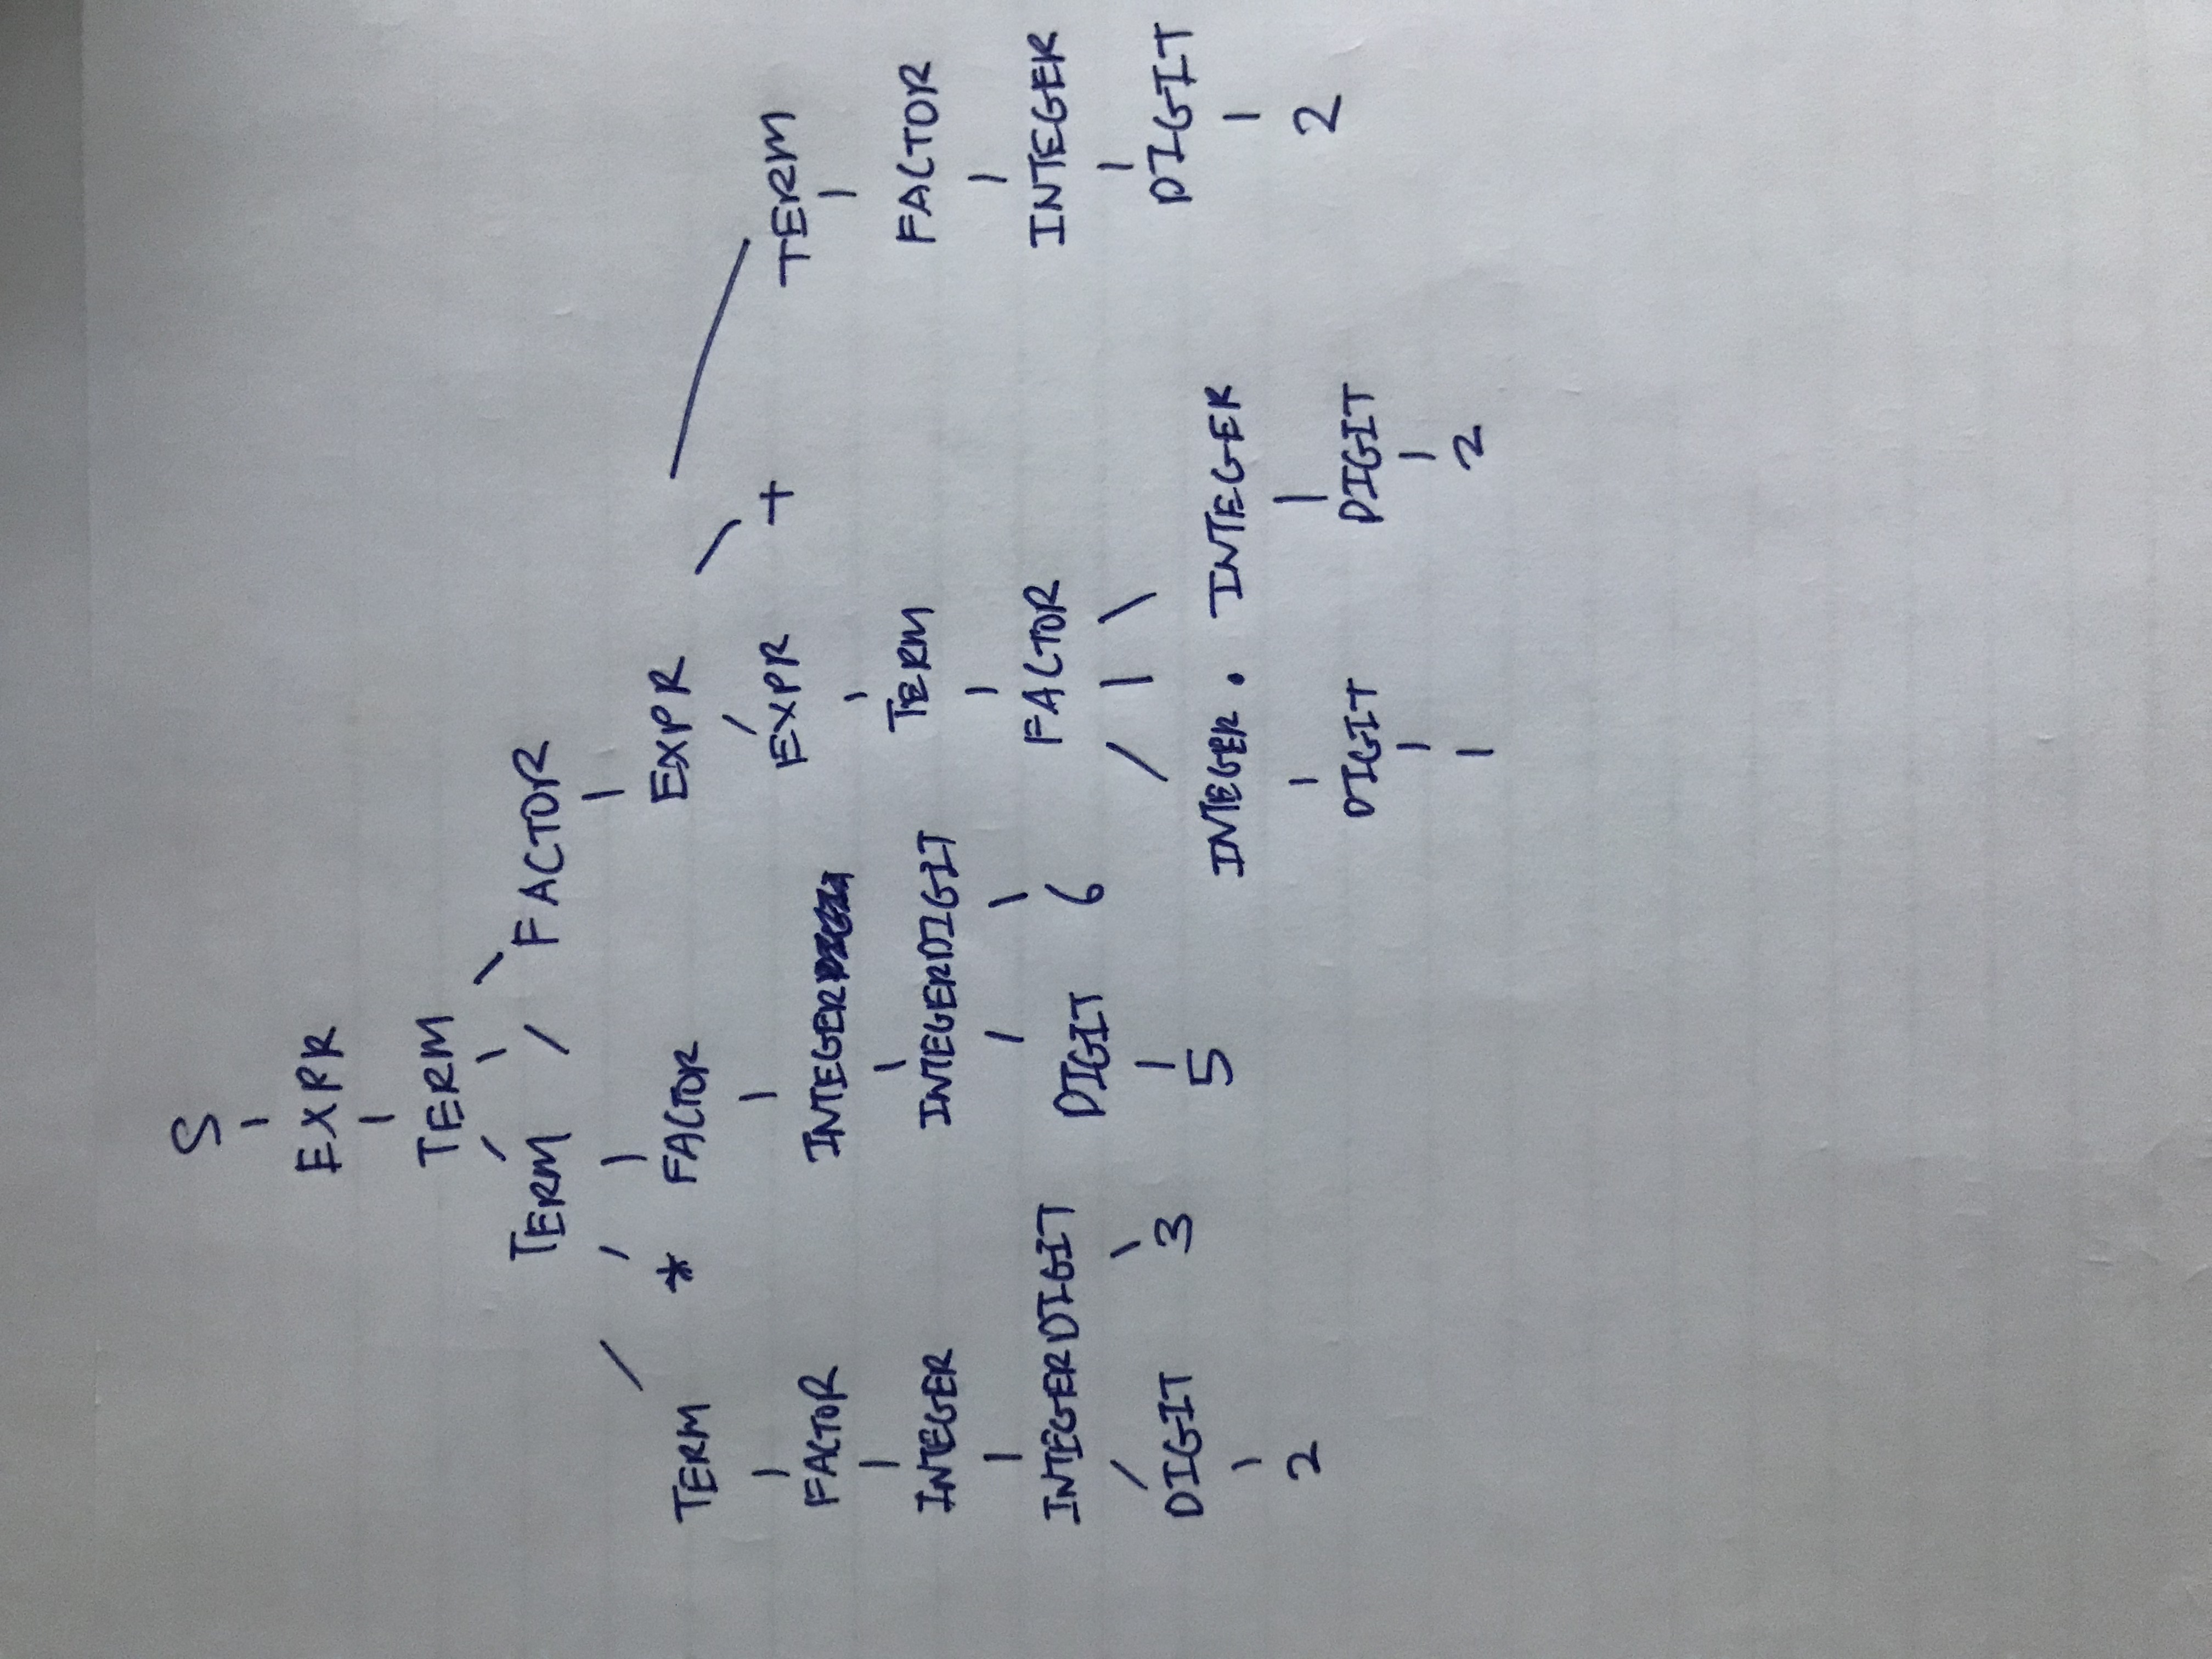 S
EXPR
TERM
TERM / FACTOR
TERM * FACTOR EXPR
EXPR + TERM
FACTOR INTEGER
TERM FACTOR
INTEGER INTEGERDIGIT
FACTOR INTEGER
INTEGERDIGIT DIGIT 6
DIGIT 3 5 INTEGER . INTEGER DIGIT
2 DIGIT DIGIT 2
1 2